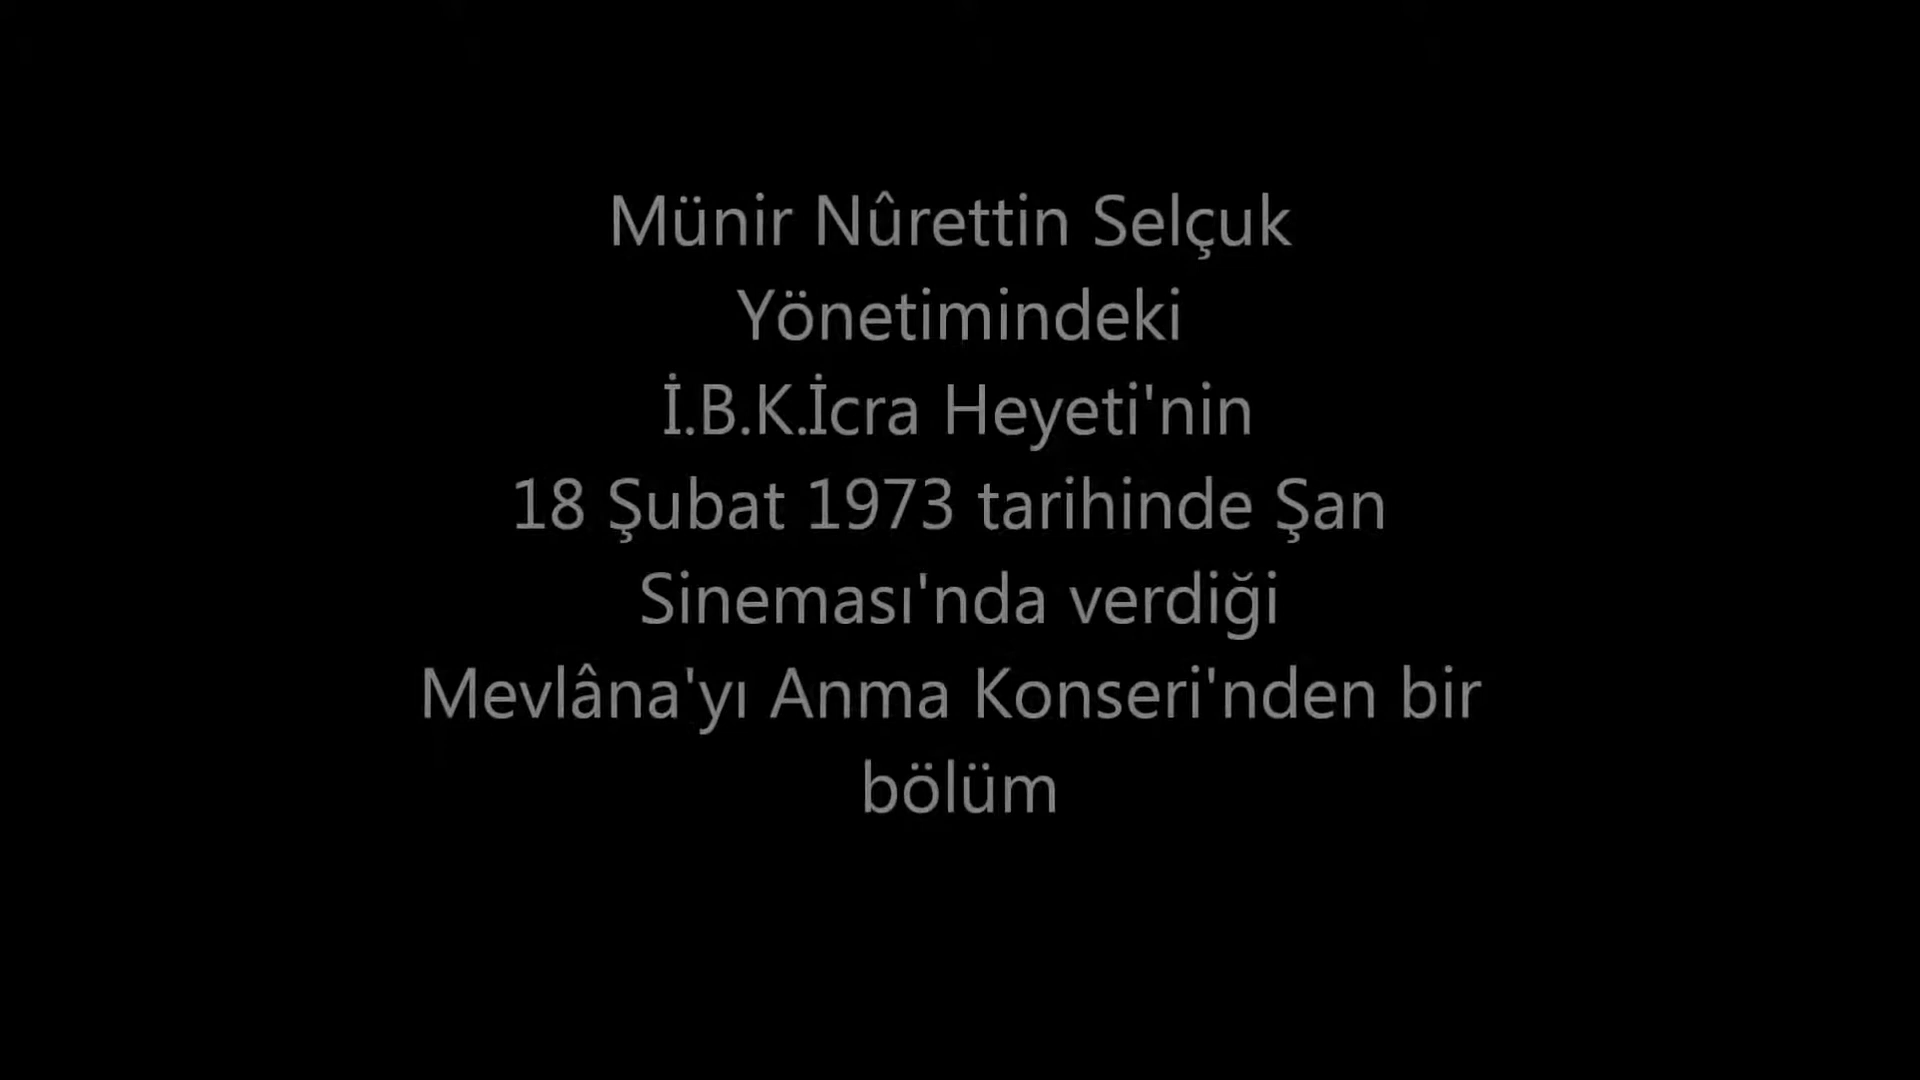 Münir Nûrettin Selçuk
Yönetimindeki
İ.B.K.İcra Heyeti'nin
18 Şubat 1973 tarihinde Şan
Sineması'nda verdiği
Mevlâna'yı Anma Konseri'nden bir
bölüm